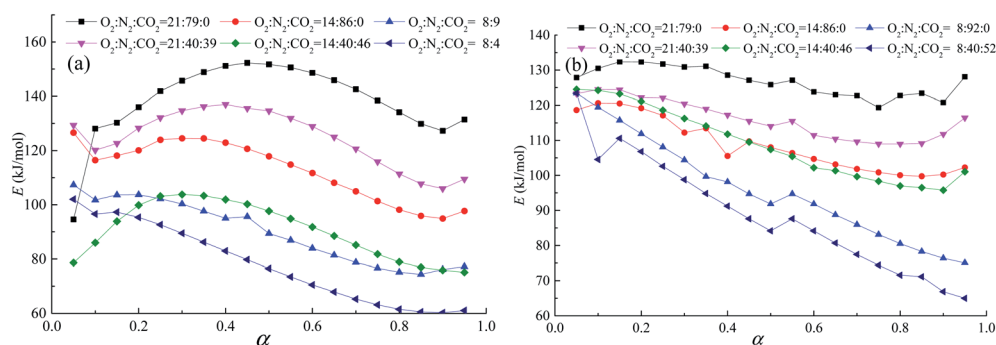 (a)
O₂:N₂:CO₂=21:79:0 O₂:N₂:CO₂=14:86:0 O₂:N₂:CO₂= 8:9
O₂:N₂:CO₂=21:40:39 O₂:N₂:CO₂=14:40:46 O₂:N₂:CO₂= 8:4
E (kJ/mol)
160
140
120
100
80
60
0.0 0.2 0.4 0.6 0.8 1.0
α
(b)
O₂:N₂:CO₂=21:79:0 O₂:N₂:CO₂=14:86:0 O₂:N₂:CO₂= 8:92:0
O₂:N₂:CO₂=21:40:39 O₂:N₂:CO₂=14:40:46 O₂:N₂:CO₂= 8:40:52
E (kJ/mol)
140
130
120
110
100
90
80
70
60
0.0 0.2 0.4 0.6 0.8 1.0
α